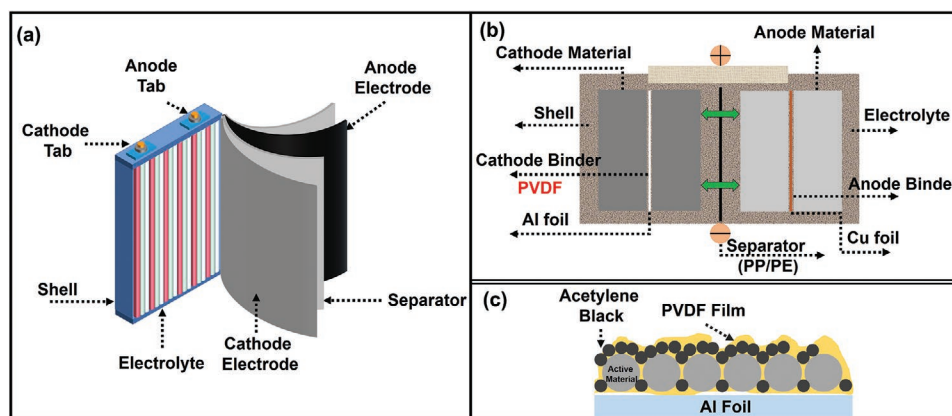 (a)
Anode
Tab
Anode
Electrode
Cathode
Tab
Shell
Separator
Electrolyte
Cathode
Electrode
(b)
Anode Material
Cathode Material
Shell
Electrolyte
Cathode Binder
PVDF
Anode Binde
Al foil
Separator
(PP/PE)
Cu foil
(c)
Acetylene
Black
PVDF Film
Active
Material
Al Foil